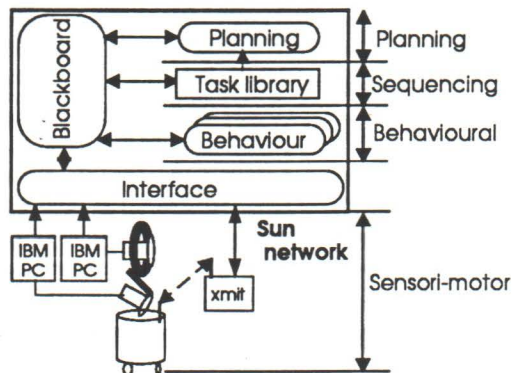 Blackboard
Planning
Planning
Task library
Sequencing
Behaviour
Behavioural
Interface
IBM
PC
IBM
PC
Sun
network
xmit
Sensori-motor